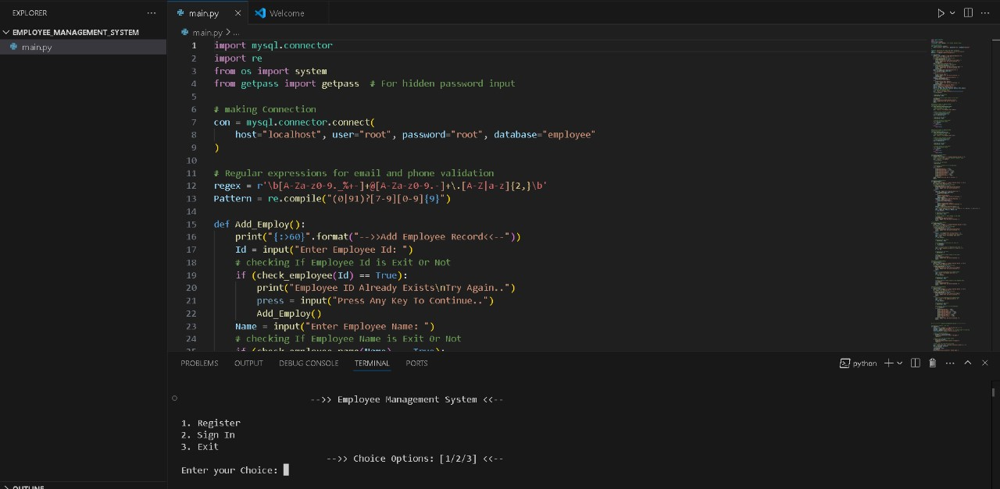 EXPLORER
EMPLOYEE_MANAGEMENT_SYSTEM
main.py
OUTLINE
main.py Welcome
main.py > ...
1 import mysql.connector
2 import re
3 from os import system
4 from getpass import getpass # For hidden password input
5
6 # making Connection
7 con = mysql.connector.connect(
8 host="localhost", user="root", password="root", database="employee"
9 )
10
11 # Regular expressions for email and phone validation
12 regex = r'\b[A-Za-z0-9._%+-]+@[A-Za-z0-9.-]+\.[A-Z|a-z]{2,}\b'
13 Pattern = re.compile("(0|91)?[7-9][0-9]{9}")
14
15 def Add_Employ():
16 print("{:>60}".format("-->>Add Employee Record<<--"))
17 Id = input("Enter Employee Id: ")
18 # checking If Employee Id is Exit Or Not
19 if (check_employee(Id) == True):
20 print("Employee ID Already Exists\nTry Again..")
21 press = input("Press Any Key To Continue..")
22 Add_Employ()
23 Name = input("Enter Employee Name: ")
24 # checking If Employee Name is Exit Or Not
25 if (check_employee_name(Name) == True):
PROBLEMS OUTPUT DEBUG CONSOLE TERMINAL PORTS
python
-->> Employee Management System <<--
1. Register
2. Sign In
3. Exit
-->> Choice Options: [1/2/3] <<--
Enter your Choice: